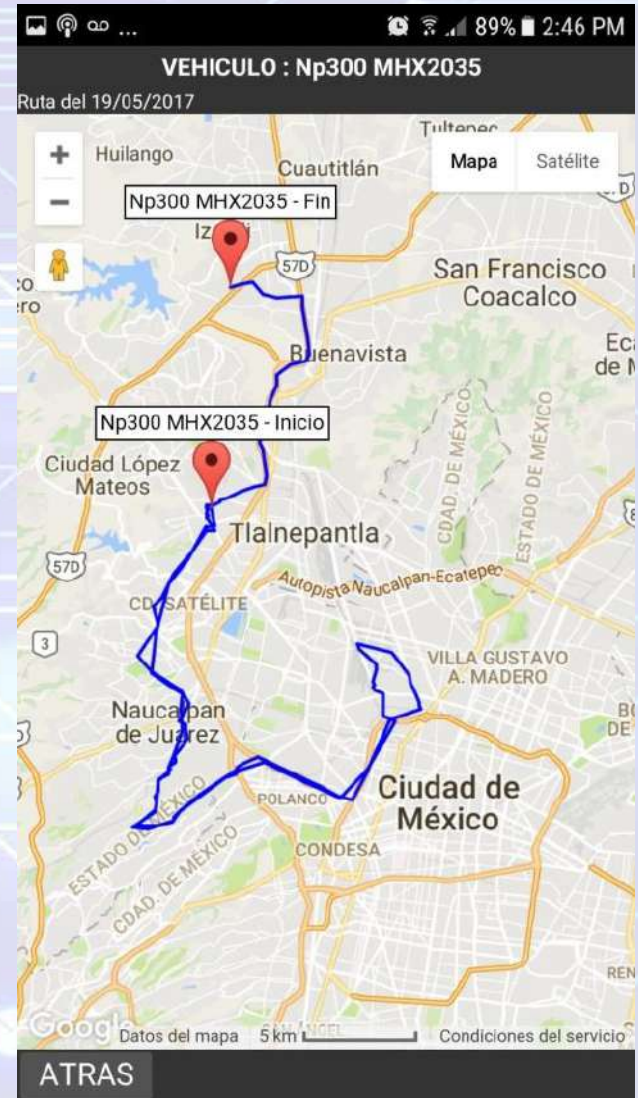 89% 2:46 PM
VEHICULO : Np300 MHX2035
Ruta del 19/05/2017
Tultepec
Huilango
Mapa
Satélite
Cuautitlán
Np300 MHX2035 - Fin
57D
San Francisco
Coacalco
Buenavista
Np300 MHX2035 - Inicio
Ciudad López
Mateos
CDAD. DE MÉXICO
ESTADO DE MÉXICO
Tlalnepantla
57D
Autopista Naucalpan-Ecatepec
CD. SATÉLITE
3
VILLA GUSTAVO
A. MADERO
Naucalpan
de Juárez
Ciudad de
México
POLANCO
ESTADO DE MÉXICO
CDAD. DE MÉXICO
CONDESA
Google
Datos del mapa
5 km
Condiciones del servicio
ATRAS